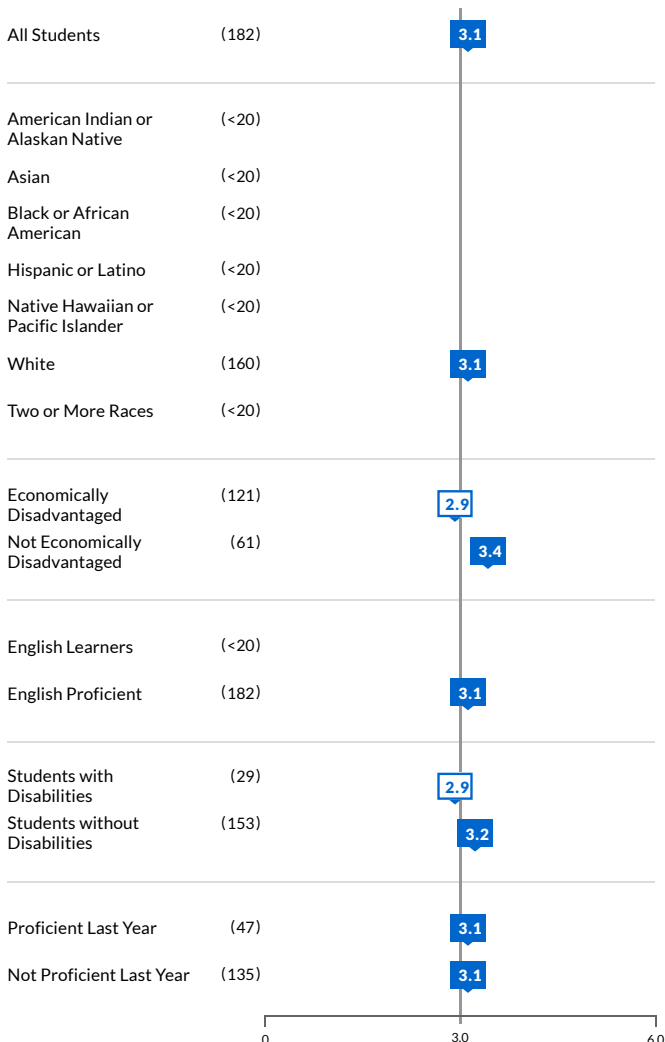 All Students (182) 3.1
American Indian or (<20)
Alaskan Native
Asian (<20)
Black or African (<20)
American
Hispanic or Latino (<20)
Native Hawaiian or (<20)
Pacific Islander
White (160) 3.1
Two or More Races (<20)
Economically (121) 2.9
Disadvantaged
Not Economically (61) 3.4
Disadvantaged
English Learners (<20)
English Proficient (182) 3.1
Students with (29) 2.9
Disabilities
Students without (153) 3.2
Disabilities
Proficient Last Year (47) 3.1
Not Proficient Last Year (135) 3.1
0 3.0 6.0